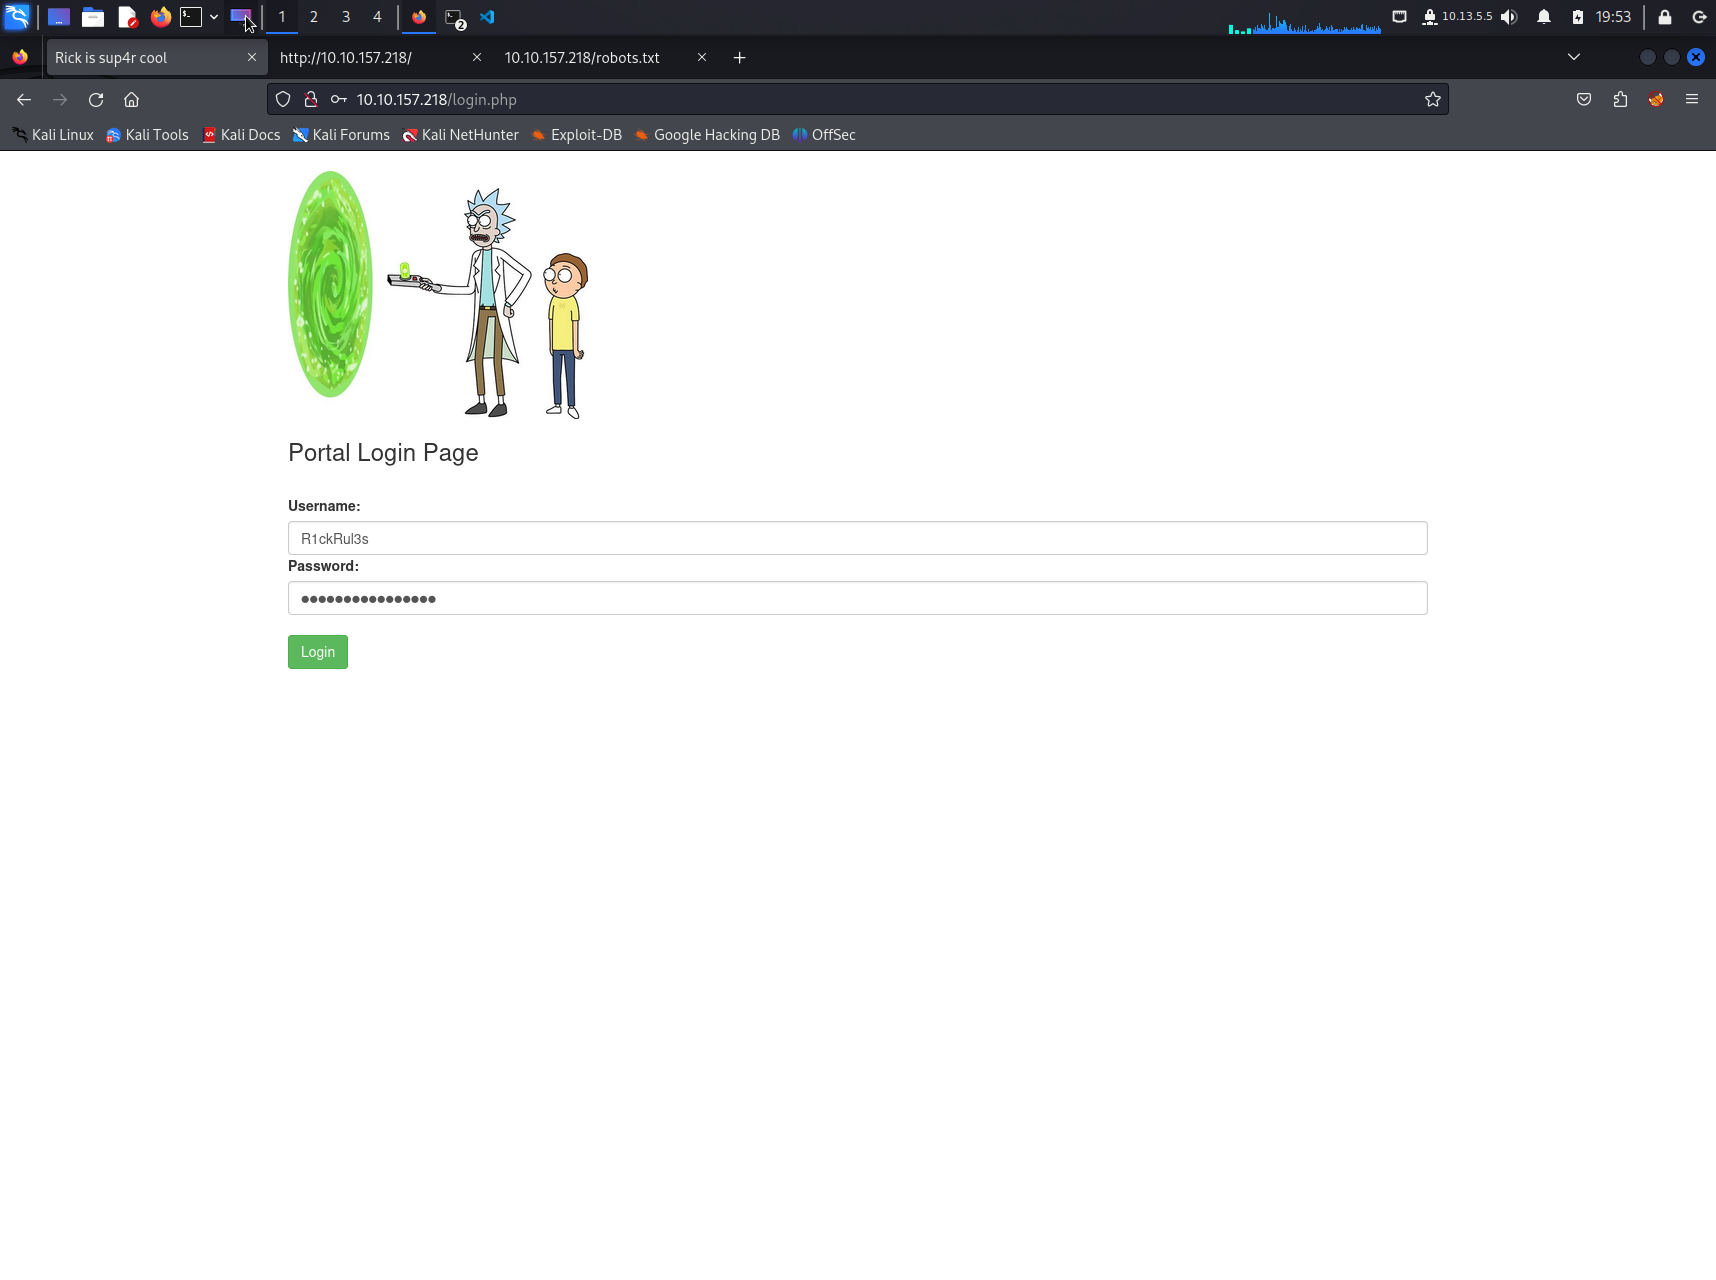 1 2 3 4 2 10.13.5.5 19:53
Rick is sup4r cool http://10.10.157.218/ 10.10.157.218/robots.txt
10.10.157.218/login.php
Kali Linux Kali Tools Kali Docs Kali Forums Kali NetHunter Exploit-DB Google Hacking DB OffSec
Portal Login Page
Username:
R1ckRul3s
Password:
●●●●●●●●●●●●●●●●
Login